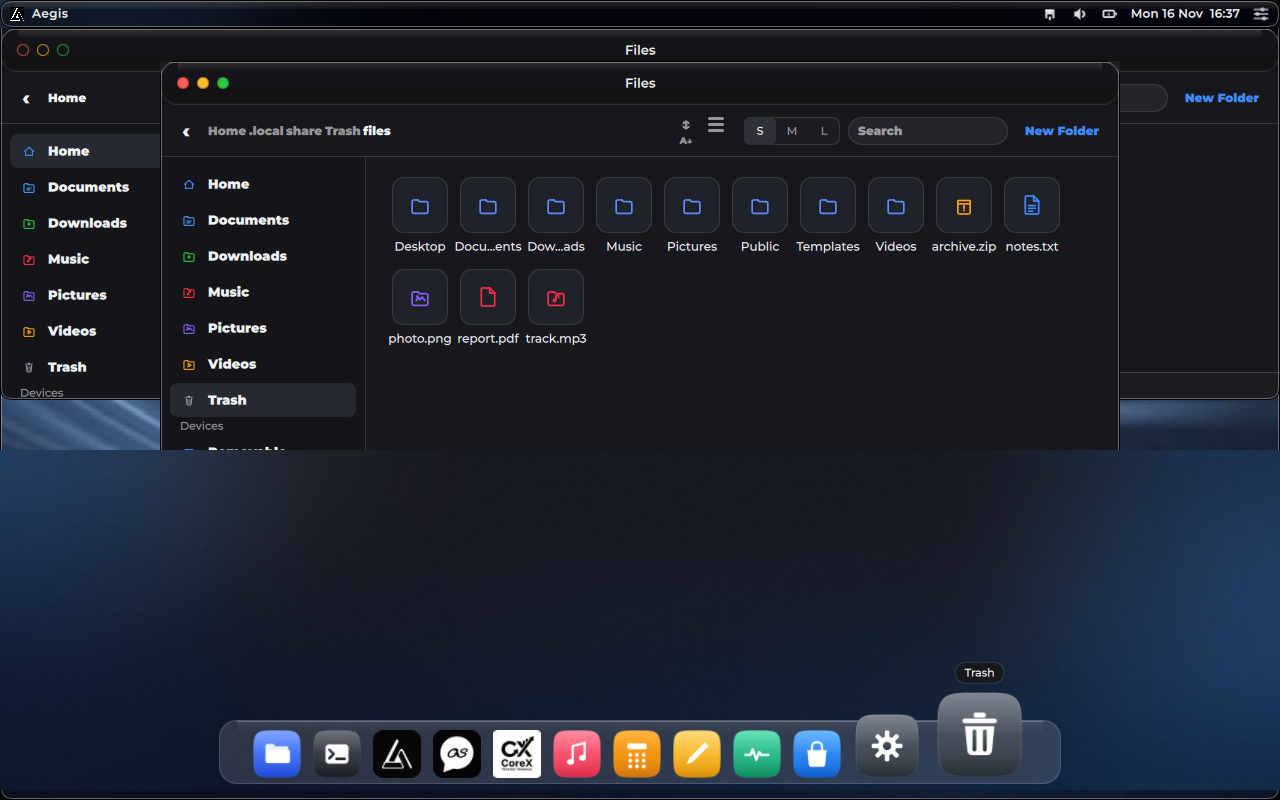 Aegis
Mon 16 Nov 16:37
Files
Home
New Folder
Home
Documents
Downloads
Music
Pictures
Videos
Trash
Devices
Files
Home .local share Trash files
A
S M L
Search
New Folder
Home
Documents
Downloads
Music
Pictures
Videos
Trash
Devices
Desktop Docu...ents Dow...ads Music Pictures Public Templates Videos archive.zip notes.txt
photo.png report.pdf track.mp3
Trash
as
CX
CoreX